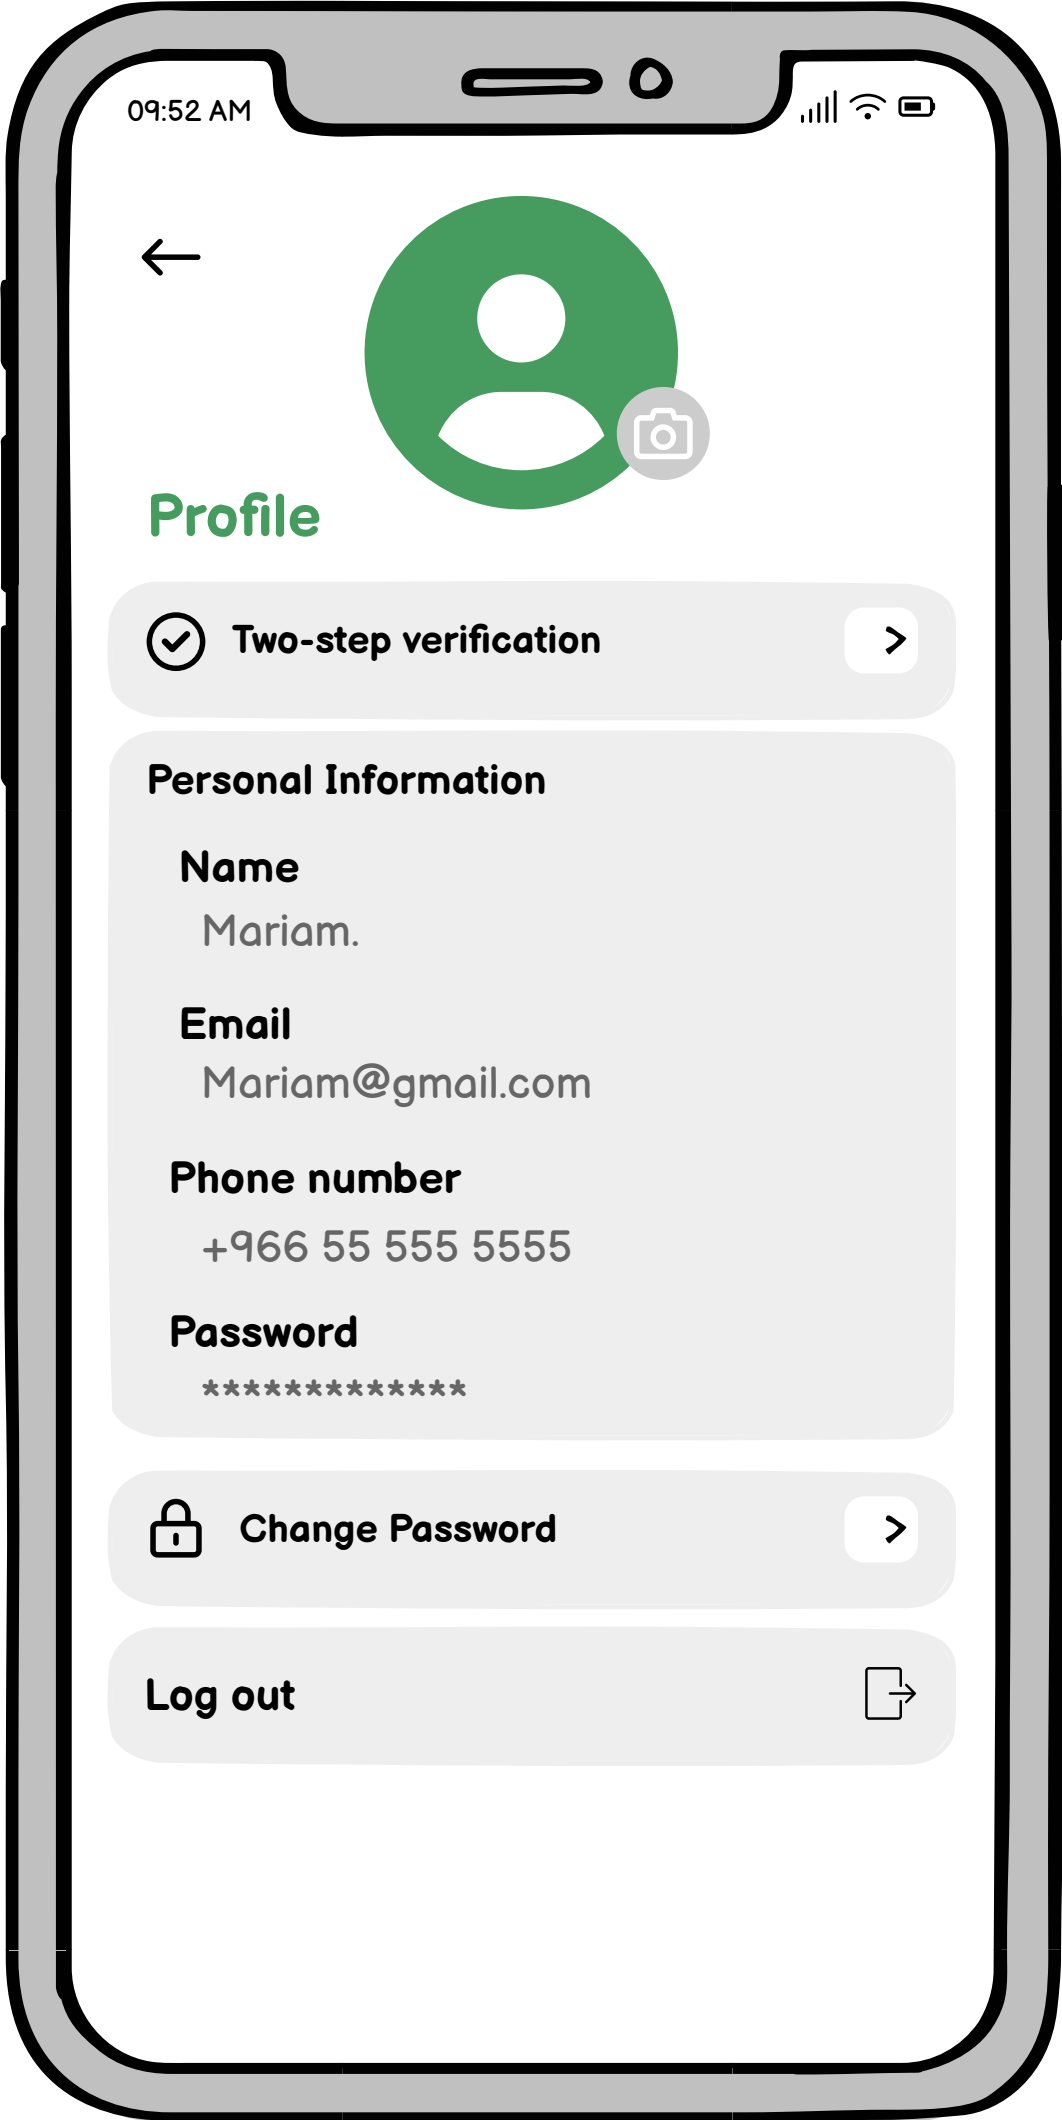 09:52 AM
Profile
Two-step verification
Personal Information
Name
Mariam.
Email
Mariam@gmail.com
Phone number
+966 55 555 5555
Password
*************
Change Password
Log out